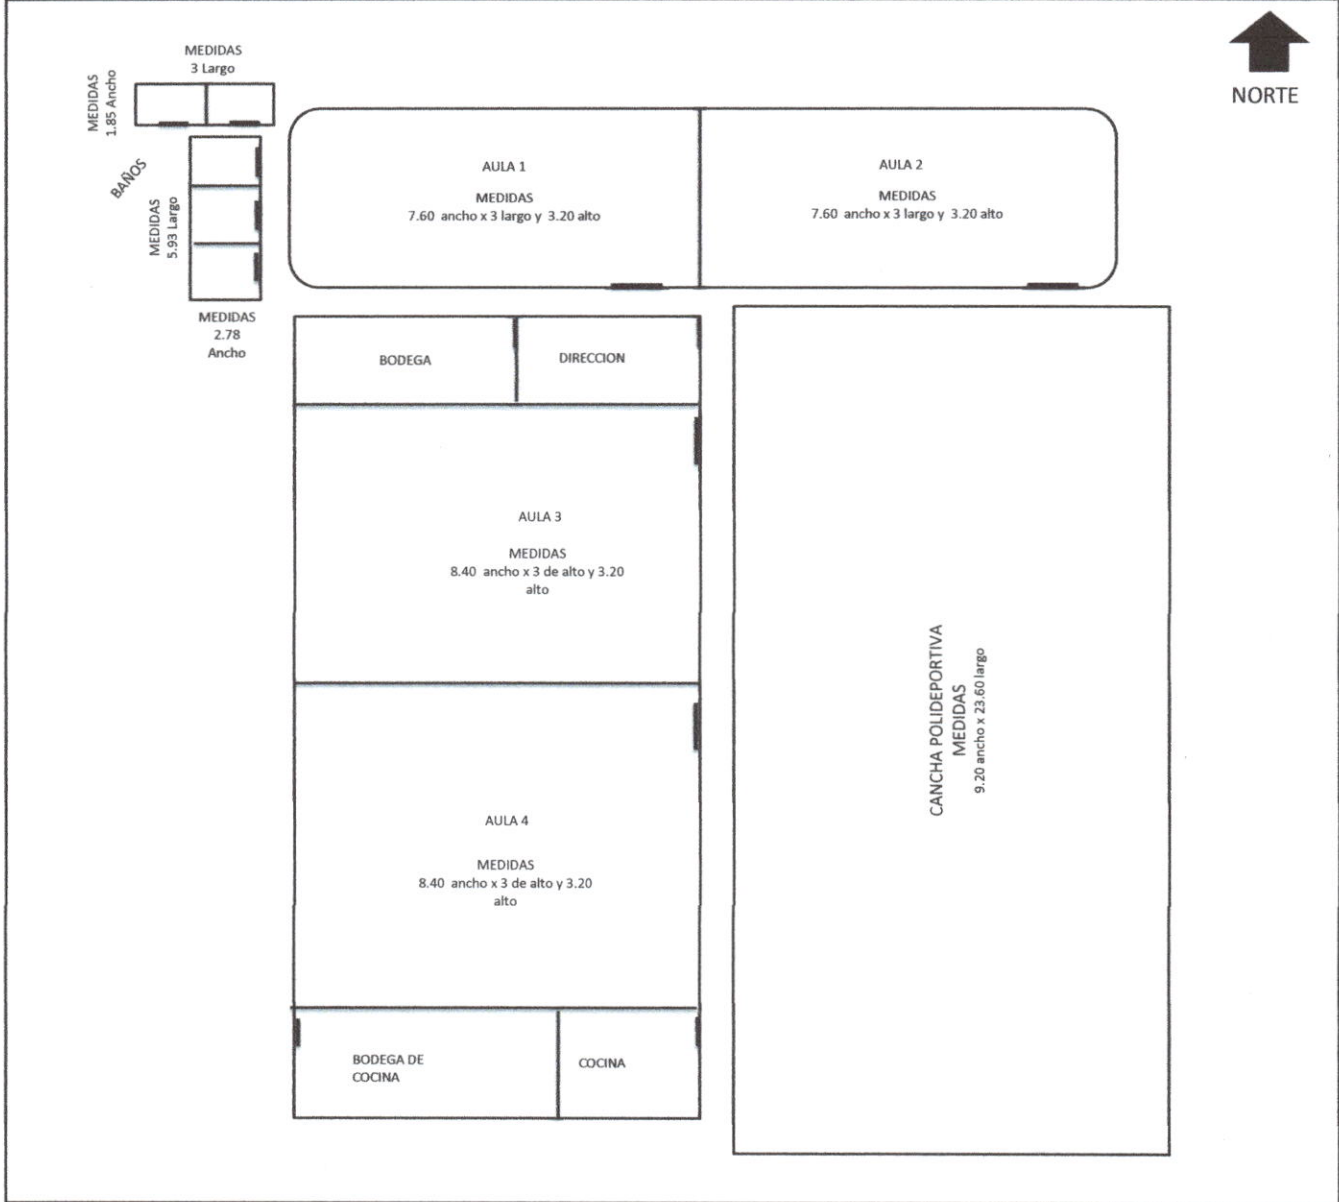 MEDIDAS
3 Largo
MEDIDAS
1.85 Ancho
NORTE
BAÑOS
MEDIDAS
5.93 Largo
MEDIDAS
2.78
Ancho
AULA 1
MEDIDAS
7.60 ancho x 3 largo y 3.20 alto
AULA 2
MEDIDAS
7.60 ancho x 3 largo y 3.20 alto
BODEGA
DIRECCION
AULA 3
MEDIDAS
8.40 ancho x 3 de alto y 3.20
alto
AULA 4
MEDIDAS
8.40 ancho x 3 de alto y 3.20
alto
BODEGA DE
COCINA
COCINA
CANCHA POLIDEPORTIVA
MEDIDAS
9.20 ancho x 23.60 largo